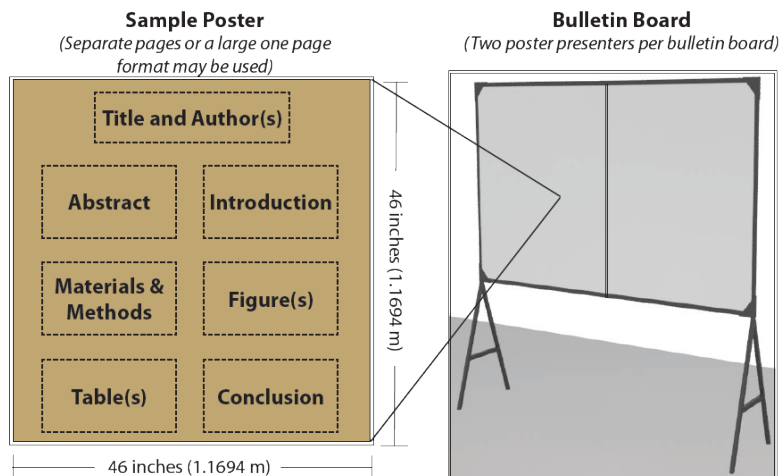 Sample Poster
(Separate pages or a large one page
format may be used)
Title and Author(s)
Abstract
Introduction
Materials &
Methods
Figure(s)
Table(s)
Conclusion
46 inches (1.1694 m)
46 inches (1.1694 m)
Bulletin Board
(Two poster presenters per bulletin board)